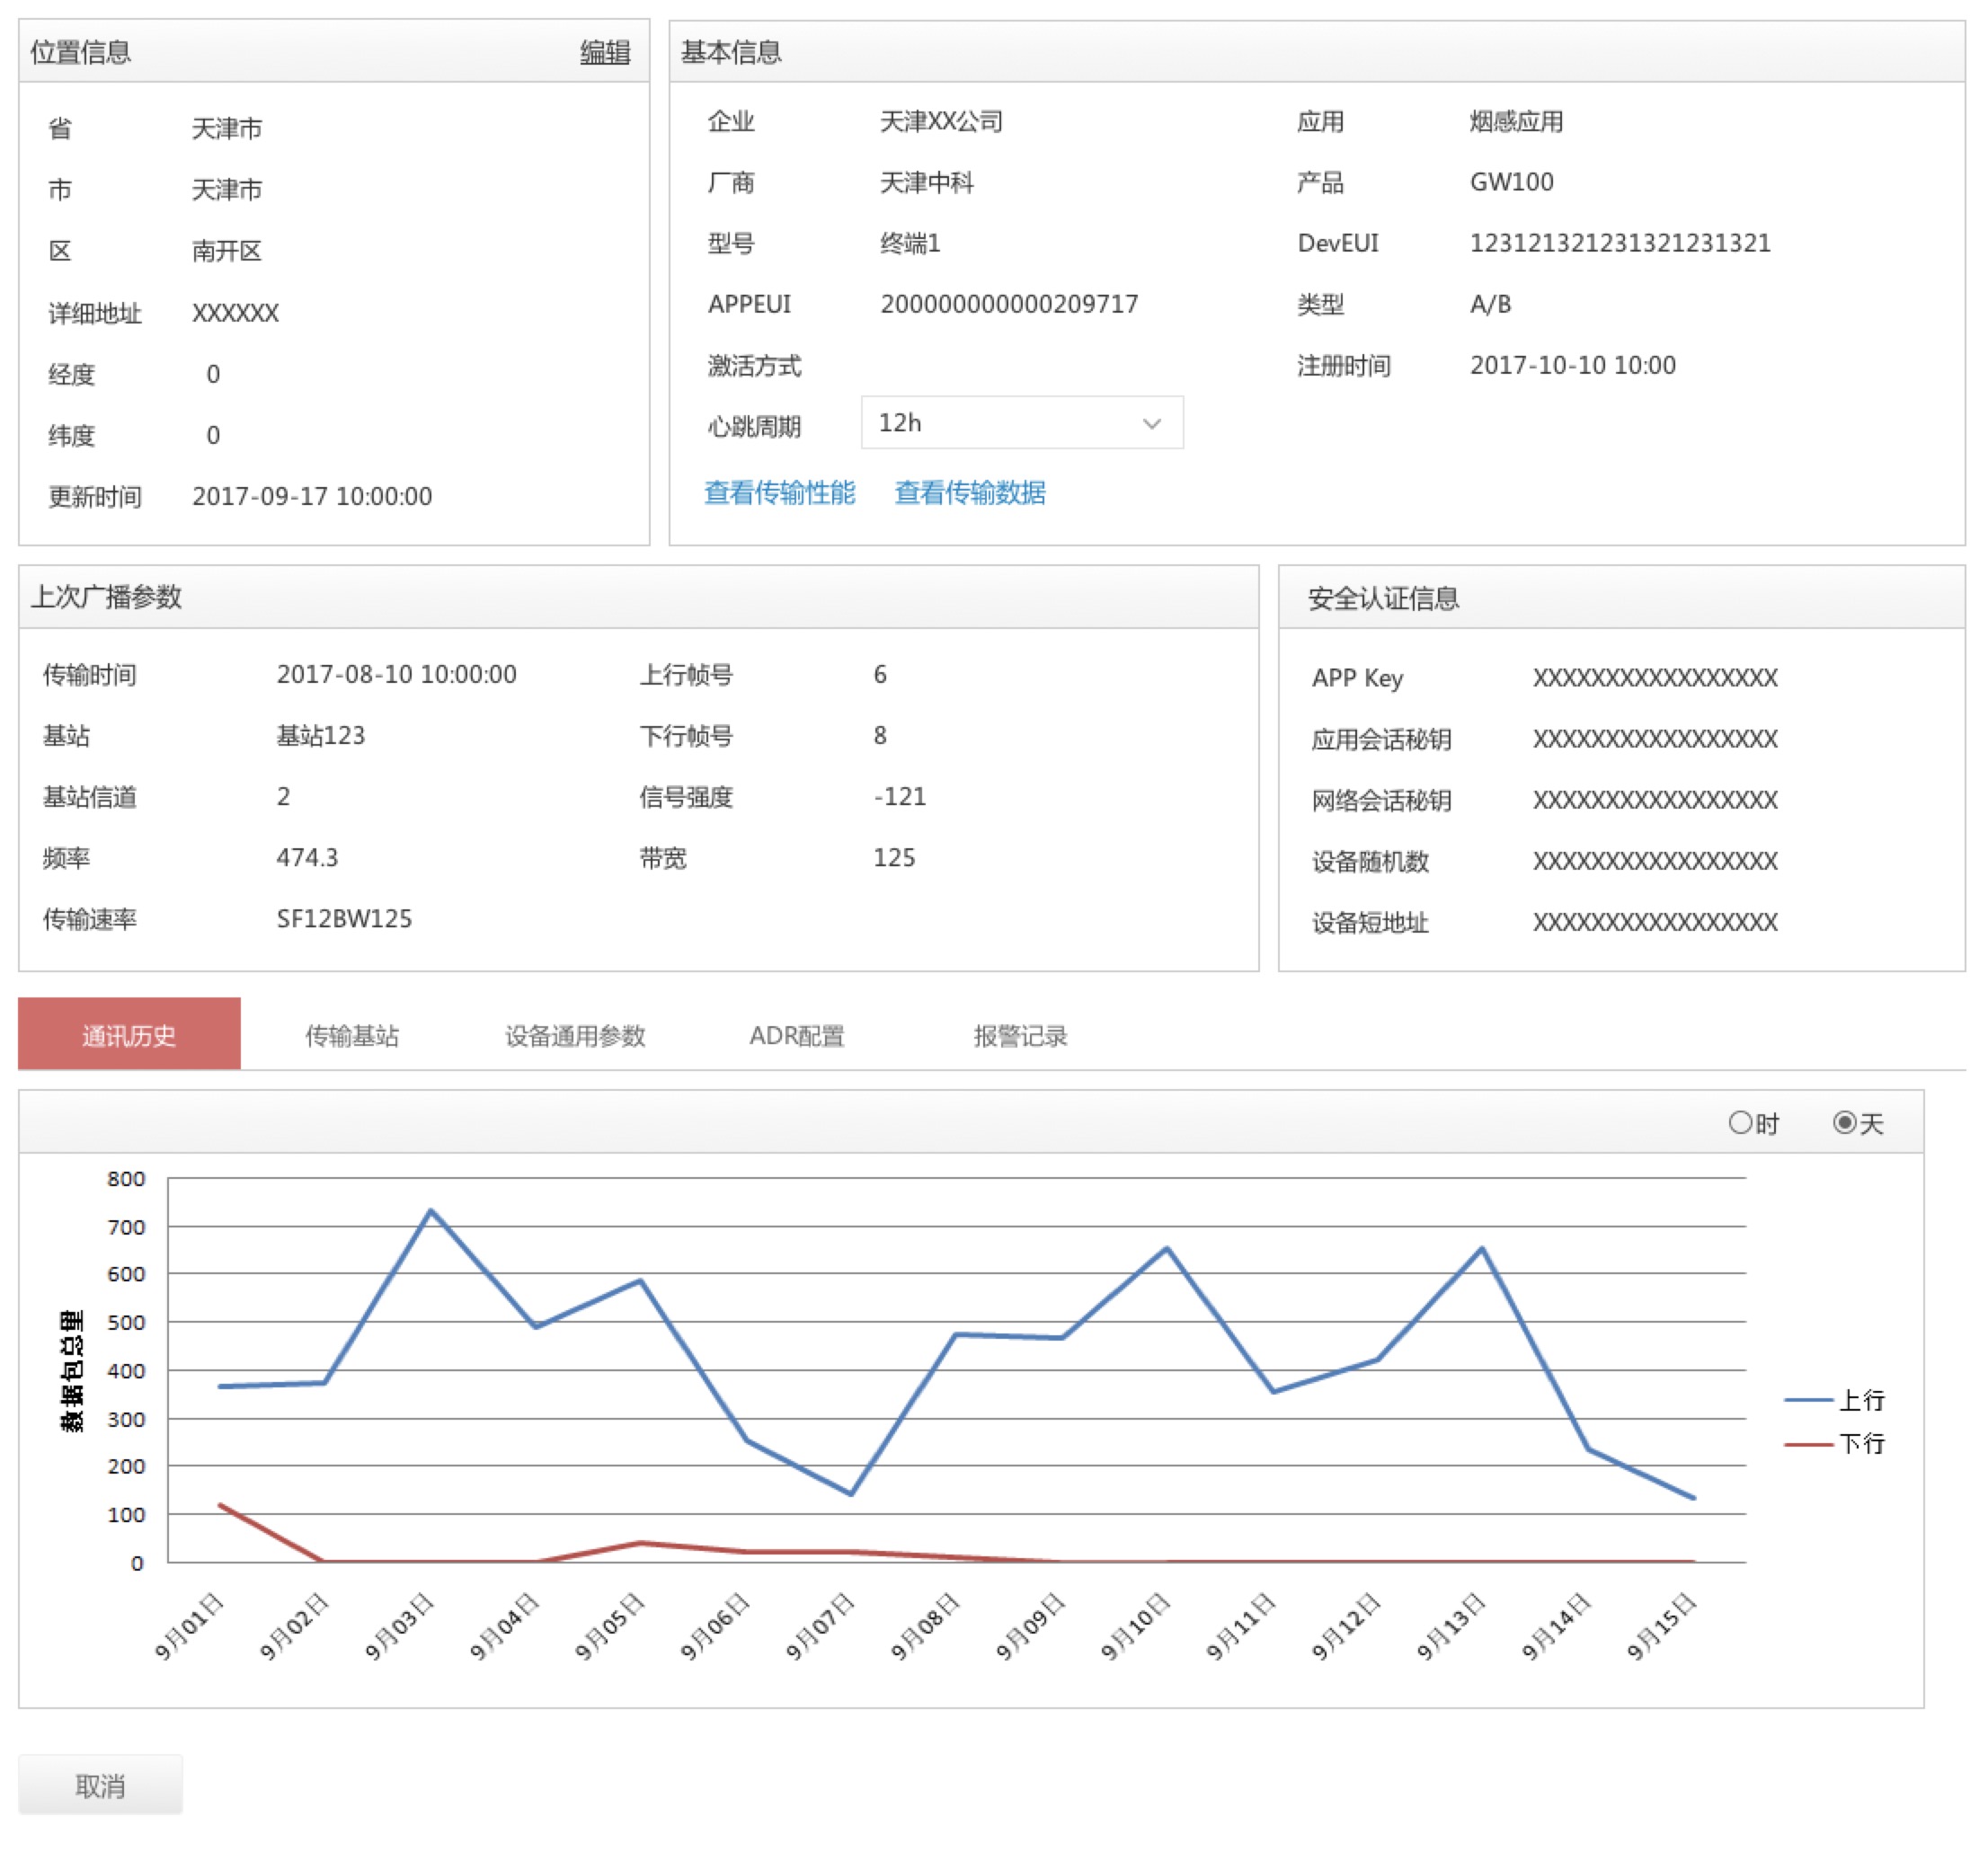 位置信息 编辑
省 天津市
市 天津市
区 南开区
详细地址 XXXXXX
经度 0
纬度 0
更新时间 2017-09-17 10:00:00
基本信息
企业 天津XX公司 应用 烟感应用
厂商 天津中科 产品 GW100
型号 终端1 DevEUI 123121321231321231321
APPEUI 200000000000209717 类型 A/B
激活方式 注册时间 2017-10-10 10:00
心跳周期 12h
查看传输性能 查看传输数据
上次广播参数
传输时间 2017-08-10 10:00:00 上行帧号 6
基站 基站123 下行帧号 8
基站信道 2 信号强度 -121
频率 474.3 带宽 125
传输速率 SF12BW125
安全认证信息
APP Key XXXXXXXXXXXXXXXXX
应用会话秘钥 XXXXXXXXXXXXXXXXX
网络会话秘钥 XXXXXXXXXXXXXXXXX
设备随机数 XXXXXXXXXXXXXXXXX
设备短地址 XXXXXXXXXXXXXXXXX
通讯历史 传输基站 设备通用参数 ADR配置 报警记录
时 天
数据包总量
800
700
600
500
400
300
200
100
0
9月01日 9月02日 9月03日 9月04日 9月05日 9月06日 9月07日 9月08日 9月09日 9月10日 9月11日 9月12日 9月13日 9月14日 9月15日
上行
下行
取消